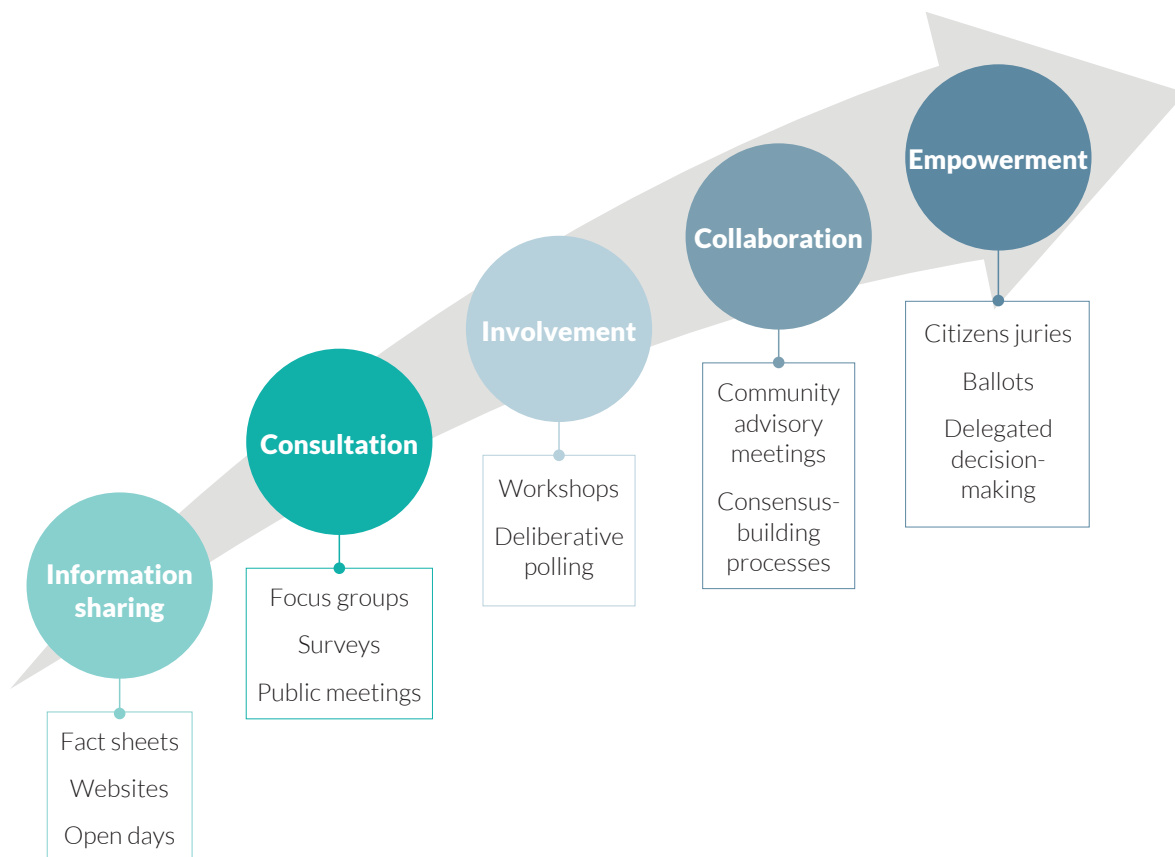 Information
sharing
Fact sheets
Websites
Open days
Consultation
Focus groups
Surveys
Public meetings
Involvement
Workshops
Deliberative
polling
Collaboration
Community
advisory
meetings
Consensus-
building
processes
Empowerment
Citizens juries
Ballots
Delegated
decision-
making